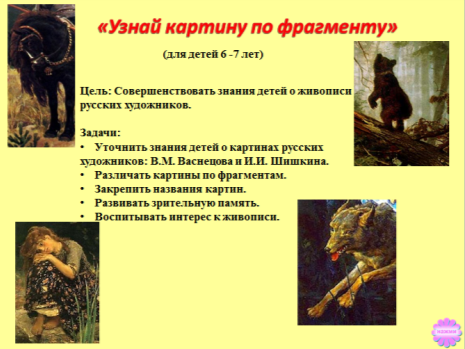 «Узнай картину по фрагменту»
(для детей 6 -7 лет)
Цель: Совершенствовать знания детей о живописи
русских художников.
Задачи:
• Уточнить знания детей о картинах русских
художников: В.М. Васнецова и И.И. Шишкина.
• Различать картины по фрагментам.
• Закрепить названия картин.
• Развивать зрительную память.
• Воспитывать интерес к живописи.